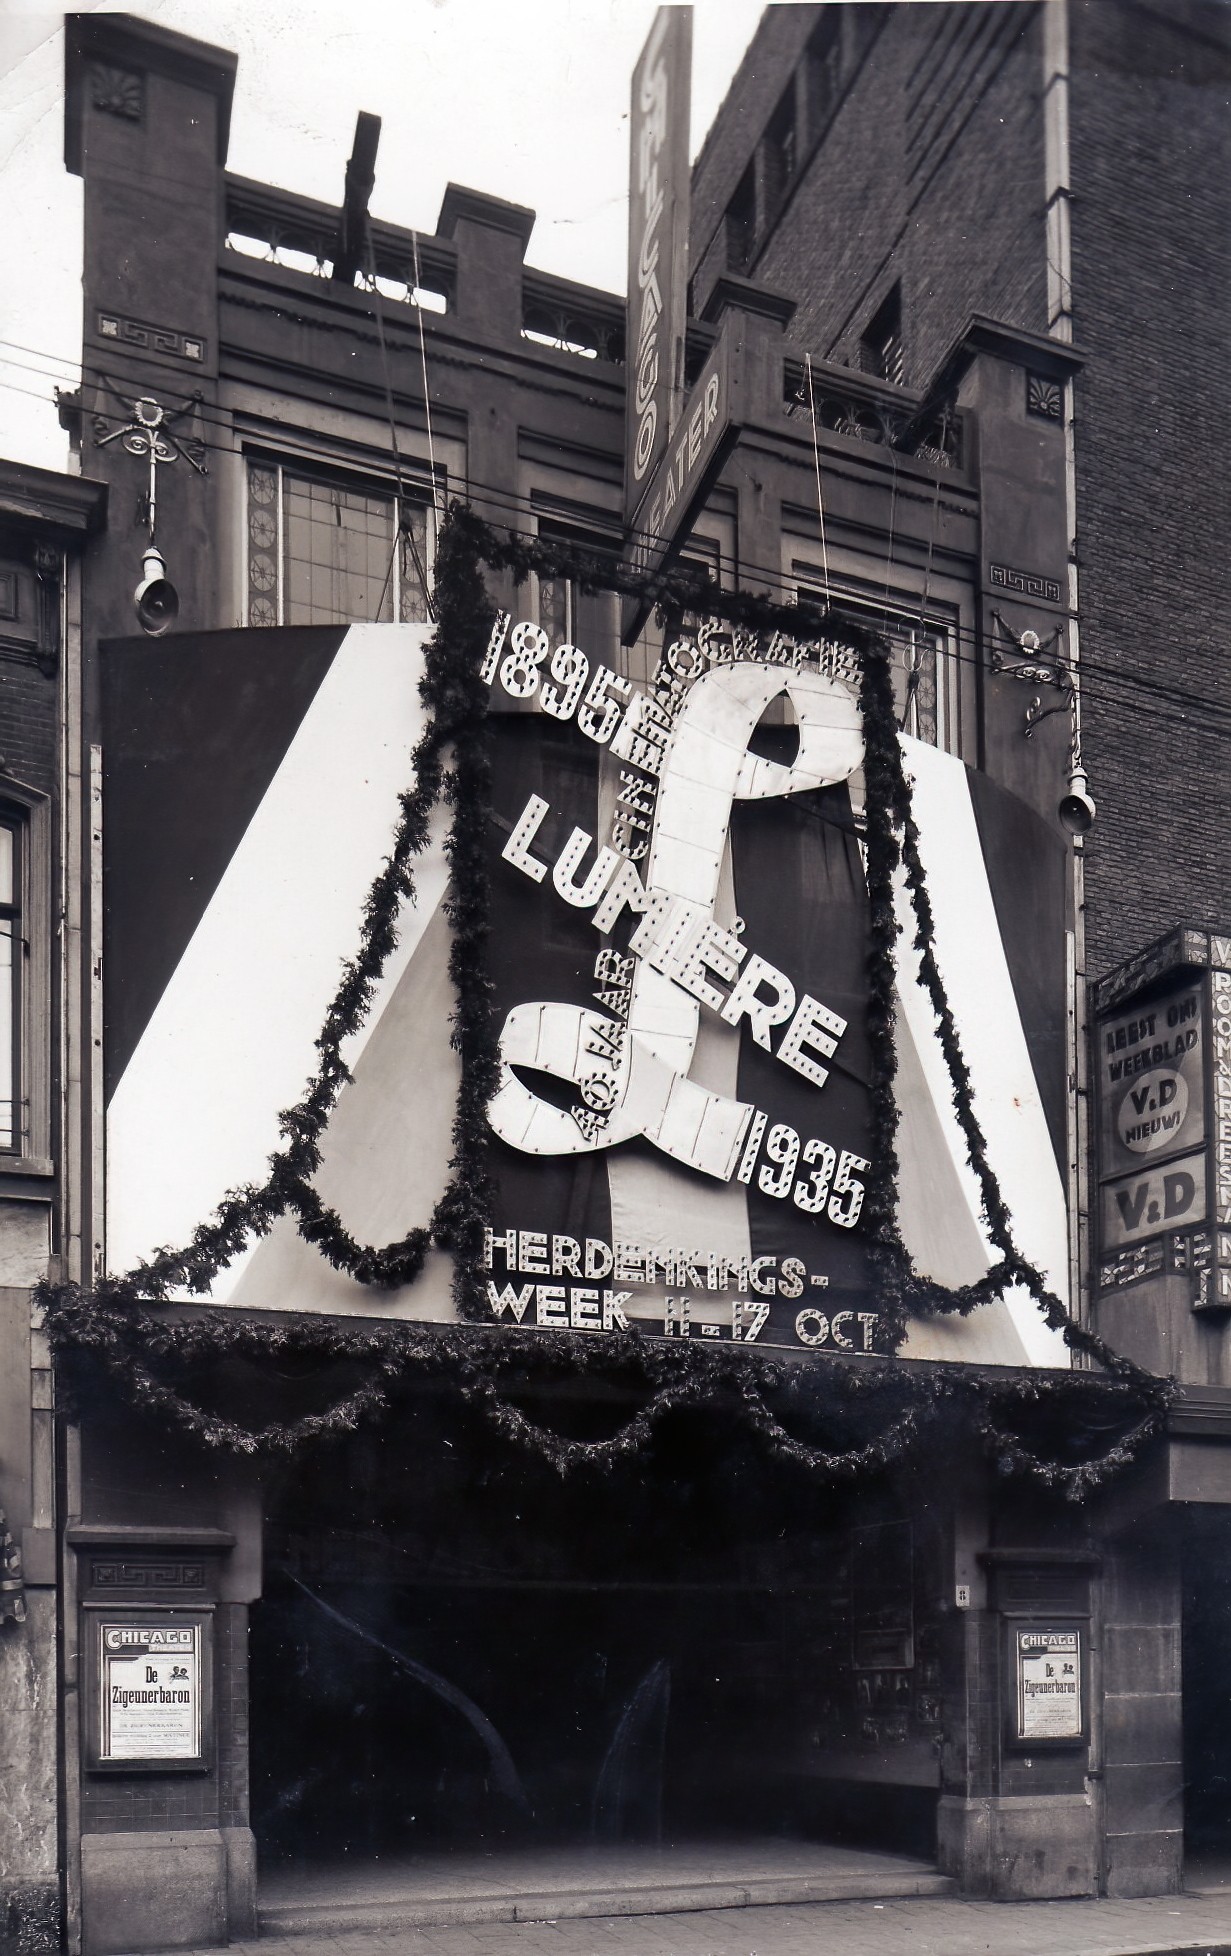 CHICAGO
THEATER
1895
40 JAAR CINEMATOGRAFIE
LUMIÈRE
1935
HERDENKINGS-
WEEK 11-17 OCT
LEEST ONS
WEEKBLAD
V&D
NIEUWS
V&D
8
CHICAGO
De
Zigeunerbaron
CHICAGO
De
Zigeunerbaron